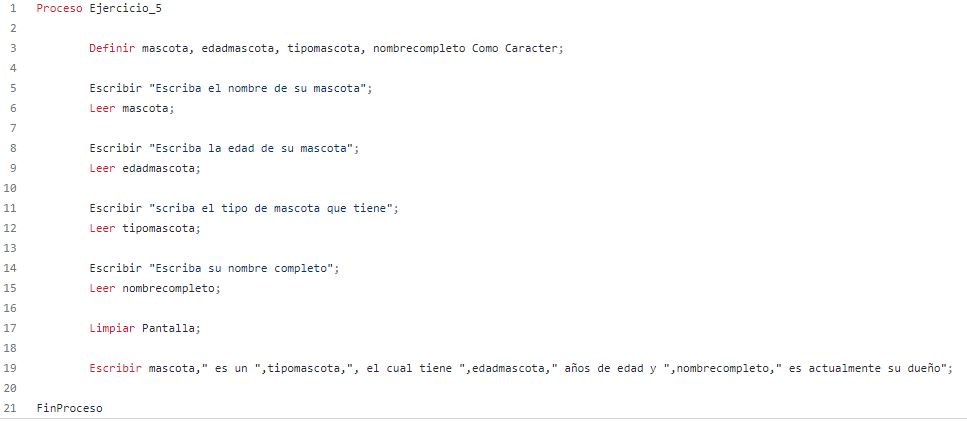 1 Proceso Ejercicio_5
2
3 Definir mascota, edadmascota, tipomascota, nombrecompleto Como Caracter;
4
5 Escribir "Escriba el nombre de su mascota";
6 Leer mascota;
7
8 Escribir "Escriba la edad de su mascota";
9 Leer edadmascota;
10
11 Escribir "scriba el tipo de mascota que tiene";
12 Leer tipomascota;
13
14 Escribir "Escriba su nombre completo";
15 Leer nombrecompleto;
16
17 Limpiar Pantalla;
18
19 Escribir mascota," es un ",tipomascota,", el cual tiene ",edadmascota," años de edad y ",nombrecompleto," es actualmente su dueño";
20
21 FinProceso